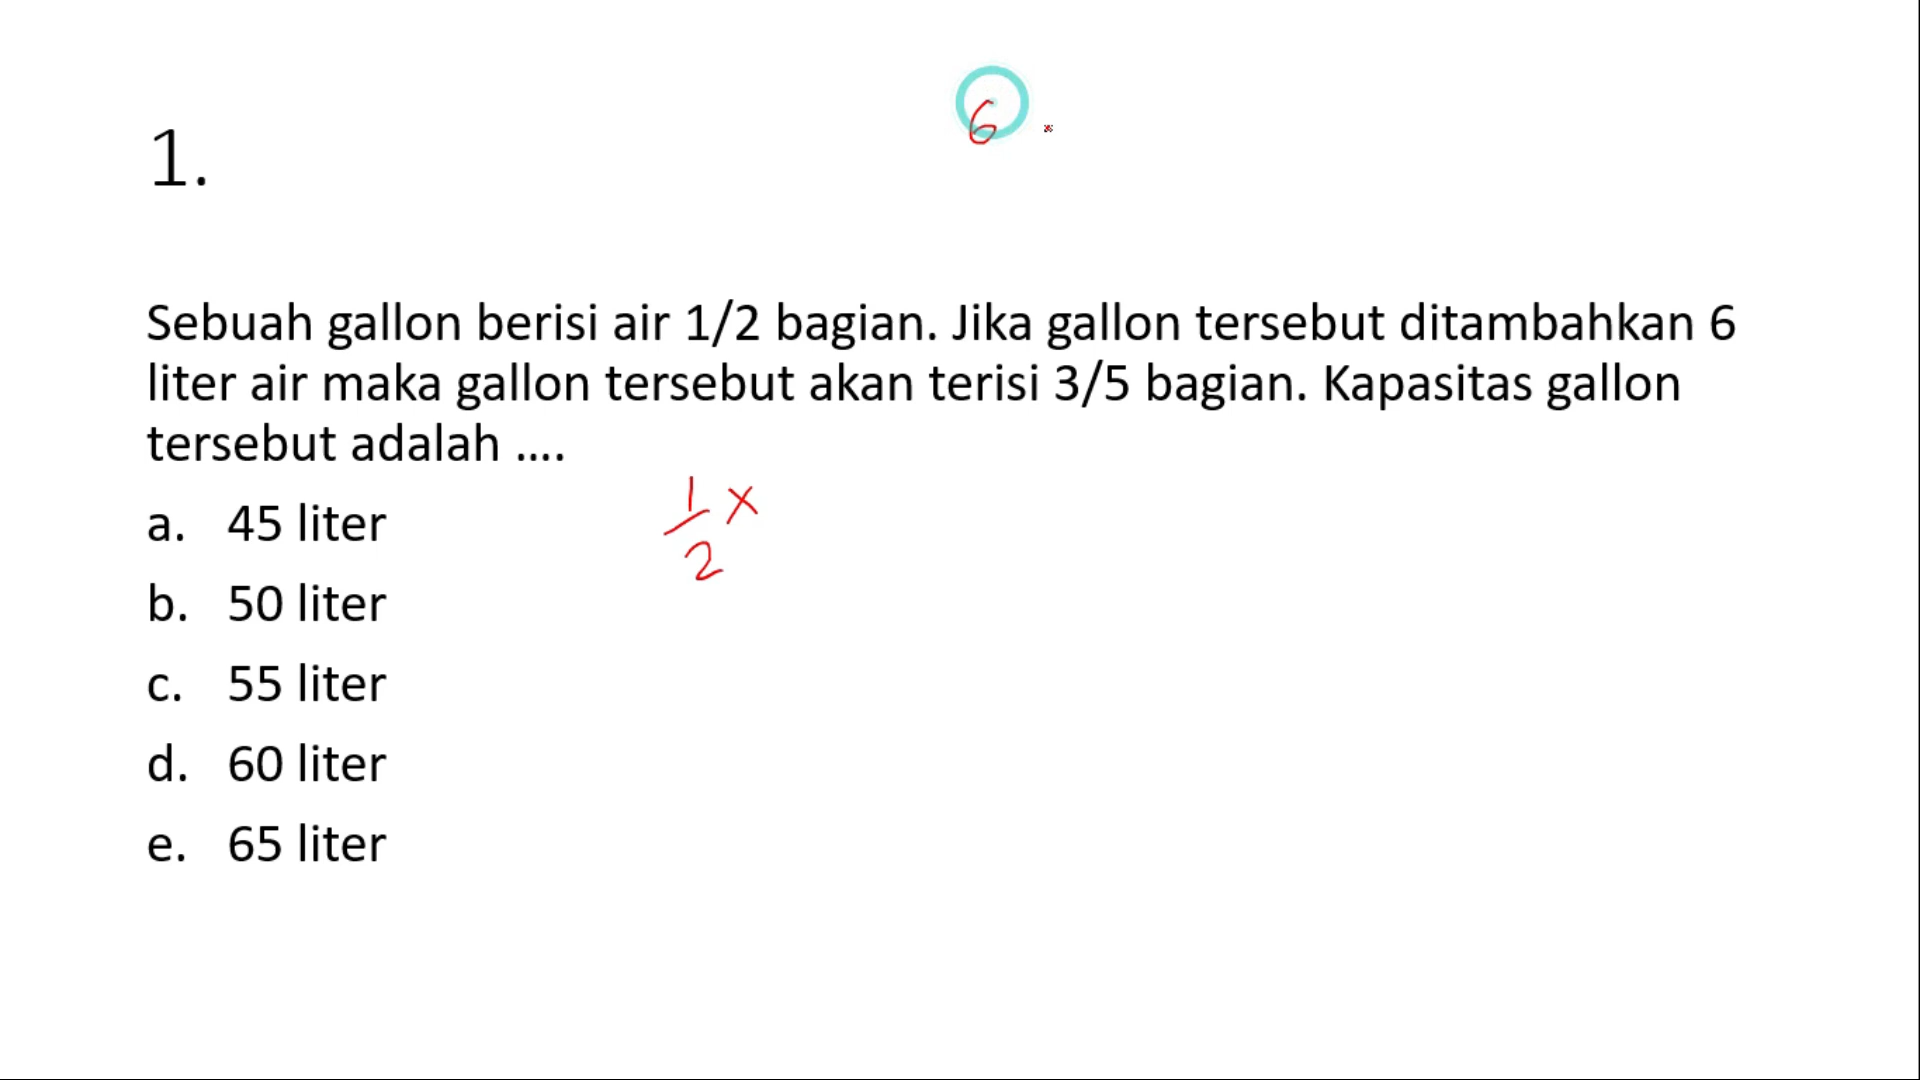 6
1.
Sebuah gallon berisi air 1/2 bagian. Jika gallon tersebut ditambahkan 6
liter air maka gallon tersebut akan terisi 3/5 bagian. Kapasitas gallon
tersebut adalah ....
1/2 x
a. 45 liter
b. 50 liter
c. 55 liter
d. 60 liter
e. 65 liter